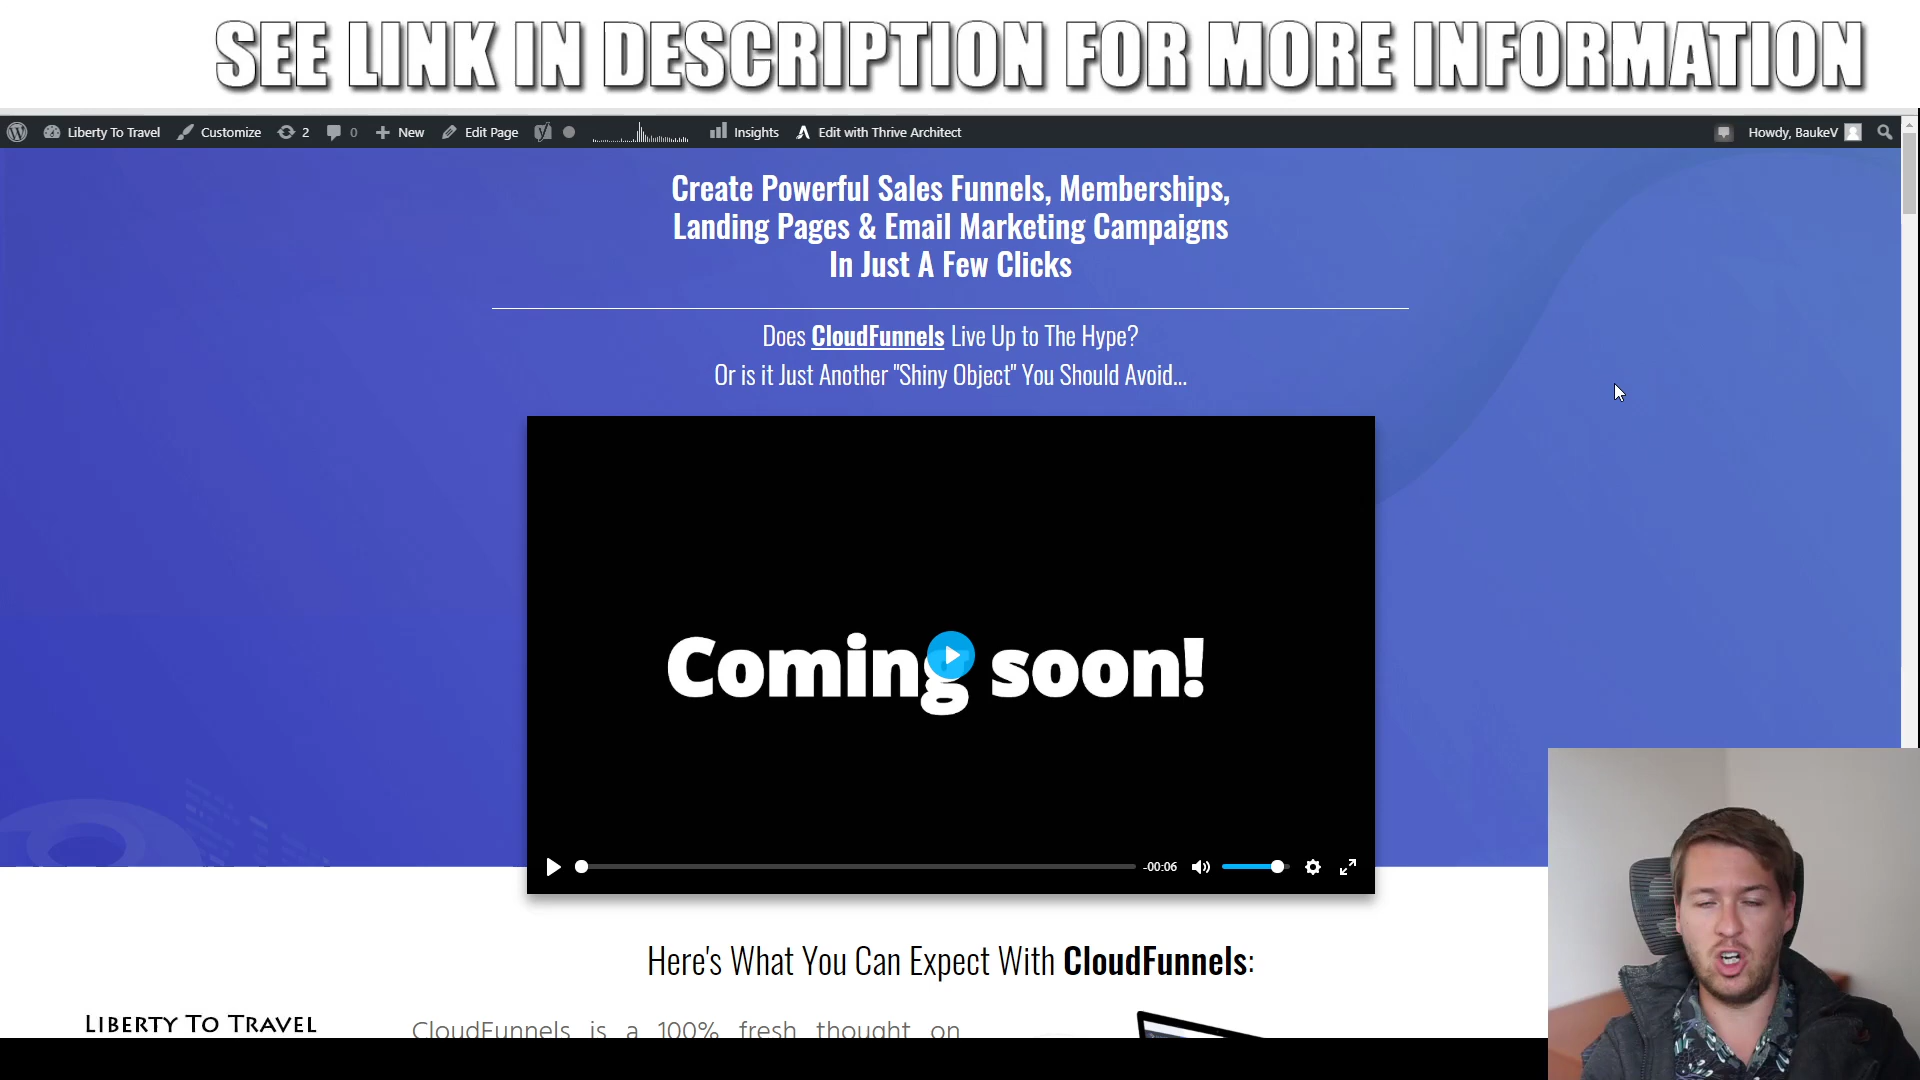 SEE LINK IN DESCRIPTION FOR MORE INFORMATION
Liberty To Travel Customize 2 0 New Edit Page Insights Edit with Thrive Architect Howdy, BaukeV
Create Powerful Sales Funnels, Memberships,
Landing Pages & Email Marketing Campaigns
In Just A Few Clicks
Does CloudFunnels Live Up to The Hype?
Or is it Just Another "Shiny Object" You Should Avoid...
Coming soon!
-00:06
Here's What You Can Expect With CloudFunnels:
LIBERTY TO TRAVEL
CloudFunnels is a 100% fresh thought on